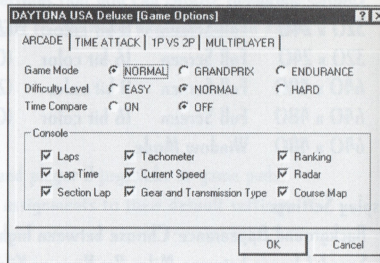 DAYTONA USA Deluxe [Game Options]
ARCADE TIME ATTACK 1P VS 2P MULTIPLAYER
Game Mode NORMAL GRANDPRIX ENDURANCE
Difficulty Level EASY NORMAL HARD
Time Compare ON OFF
Console
Laps Tachometer Ranking
Lap Time Current Speed Radar
Section Lap Gear and Transmission Type Course Map
OK Cancel